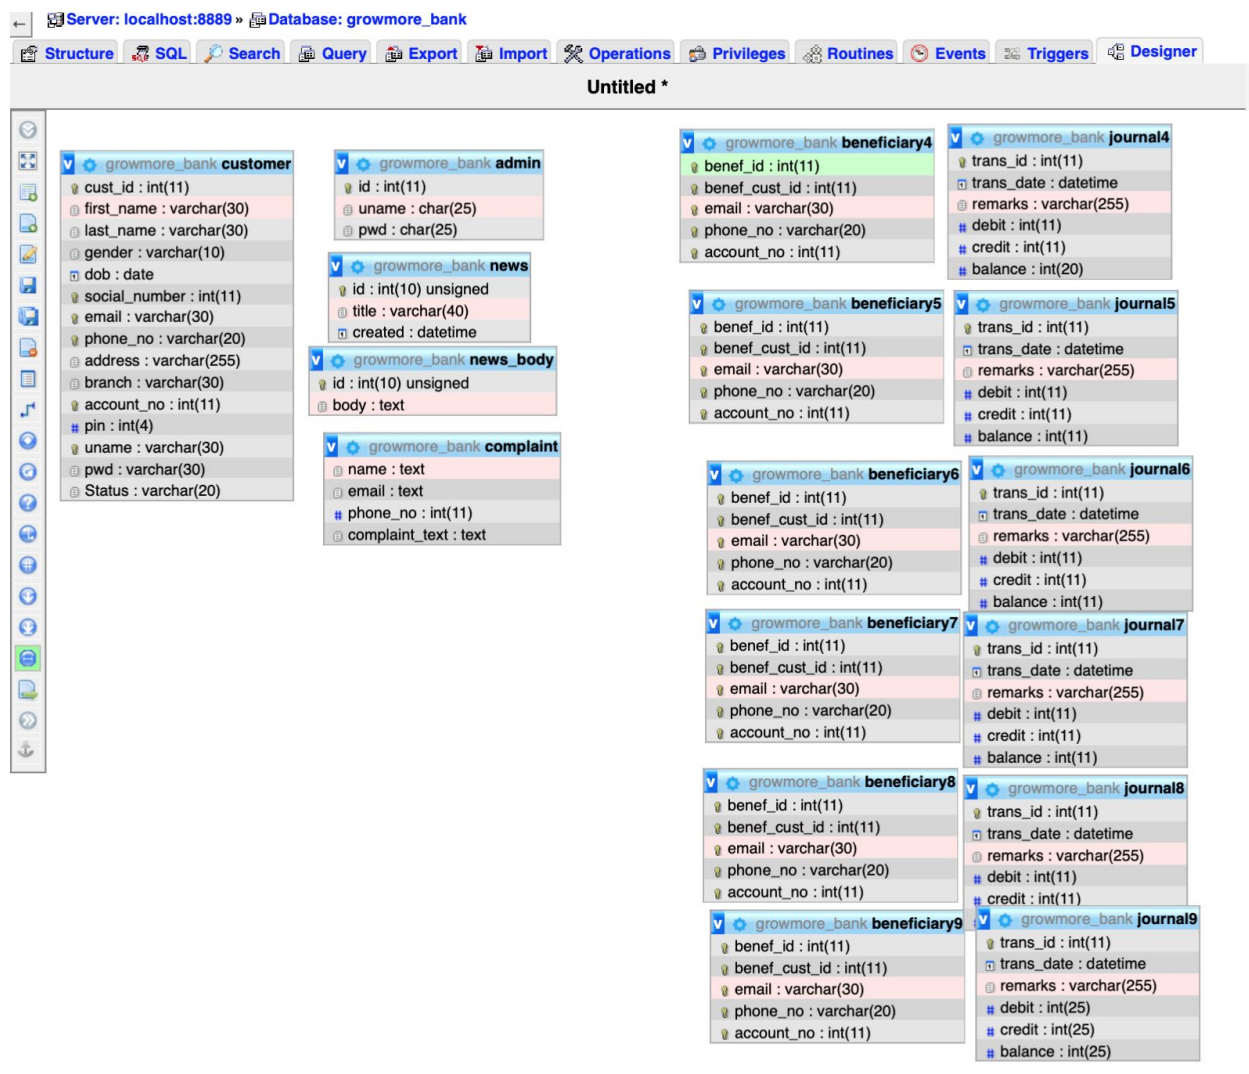 Server: localhost:8889 » Database: growmore_bank
Structure SQL Search Query Export Import Operations Privileges Routines Events Triggers Designer
Untitled *
growmore_bank customer
cust_id : int(11)
first_name : varchar(30)
last_name : varchar(30)
gender : varchar(10)
dob : date
social_number : int(11)
email : varchar(30)
phone_no : varchar(20)
address : varchar(255)
branch : varchar(30)
account_no : int(11)
pin : int(4)
uname : varchar(30)
pwd : varchar(30)
Status : varchar(20)
growmore_bank admin
id : int(11)
uname : char(25)
pwd : char(25)
growmore_bank news
id : int(10) unsigned
title : varchar(40)
created : datetime
growmore_bank news_body
id : int(10) unsigned
body : text
growmore_bank complaint
name : text
email : text
phone_no : int(11)
complaint_text : text
growmore_bank beneficiary4
benef_id : int(11)
benef_cust_id : int(11)
email : varchar(30)
phone_no : varchar(20)
account_no : int(11)
growmore_bank journal4
trans_id : int(11)
trans_date : datetime
remarks : varchar(255)
debit : int(11)
credit : int(11)
balance : int(20)
growmore_bank beneficiary5
benef_id : int(11)
benef_cust_id : int(11)
email : varchar(30)
phone_no : varchar(20)
account_no : int(11)
growmore_bank journal5
trans_id : int(11)
trans_date : datetime
remarks : varchar(255)
debit : int(11)
credit : int(11)
balance : int(11)
growmore_bank beneficiary6
benef_id : int(11)
benef_cust_id : int(11)
email : varchar(30)
phone_no : varchar(20)
account_no : int(11)
growmore_bank journal6
trans_id : int(11)
trans_date : datetime
remarks : varchar(255)
debit : int(11)
credit : int(11)
balance : int(11)
growmore_bank beneficiary7
benef_id : int(11)
benef_cust_id : int(11)
email : varchar(30)
phone_no : varchar(20)
account_no : int(11)
growmore_bank journal7
trans_id : int(11)
trans_date : datetime
remarks : varchar(255)
debit : int(11)
credit : int(11)
balance : int(11)
growmore_bank beneficiary8
benef_id : int(11)
benef_cust_id : int(11)
email : varchar(30)
phone_no : varchar(20)
account_no : int(11)
growmore_bank journal8
trans_id : int(11)
trans_date : datetime
remarks : varchar(255)
debit : int(11)
credit : int(11)
growmore_bank beneficiary9
benef_id : int(11)
benef_cust_id : int(11)
email : varchar(30)
phone_no : varchar(20)
account_no : int(11)
growmore_bank journal9
trans_id : int(11)
trans_date : datetime
remarks : varchar(255)
debit : int(25)
credit : int(25)
balance : int(25)